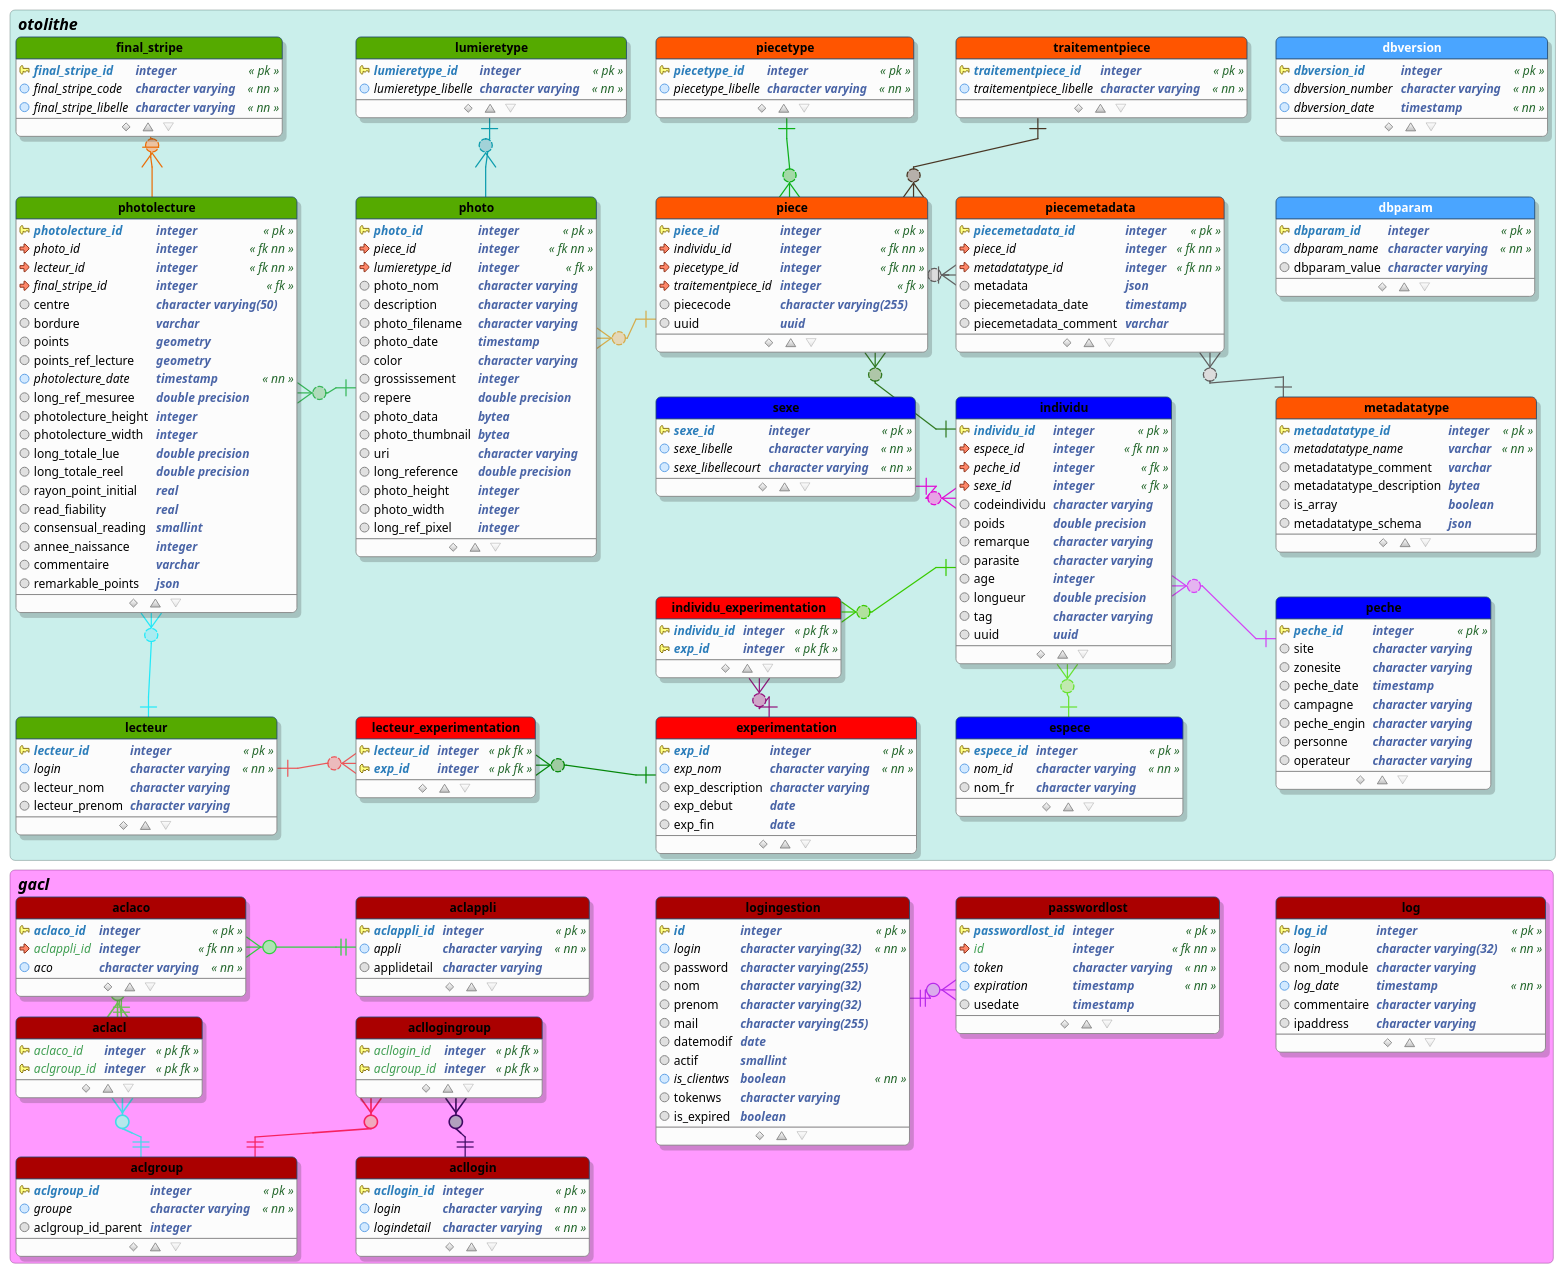 otolithe
final_stripe
final_stripe_id integer « pk »
final_stripe_code character varying « nn »
final_stripe_libelle character varying « nn »
lumieretype
lumieretype_id integer « pk »
lumieretype_libelle character varying « nn »
piecetype
piecetype_id integer « pk »
piecetype_libelle character varying « nn »
traitementpiece
traitementpiece_id integer « pk »
traitementpiece_libelle character varying « nn »
dbversion
dbversion_id integer « pk »
dbversion_number character varying « nn »
dbversion_date timestamp « nn »
photolecture
photolecture_id integer « pk »
photo_id integer « fk nn »
lecteur_id integer « fk nn »
final_stripe_id integer « fk »
centre character varying(50)
bordure varchar
points geometry
points_ref_lecture geometry
photolecture_date timestamp « nn »
long_ref_mesuree double precision
photolecture_height integer
photolecture_width integer
long_totale_lue double precision
long_totale_reel double precision
rayon_point_initial real
read_fiability real
consensual_reading smallint
annee_naissance integer
commentaire varchar
remarkable_points json
photo
photo_id integer « pk »
piece_id integer « fk nn »
lumieretype_id integer « fk »
photo_nom character varying
description character varying
photo_filename character varying
photo_date timestamp
color character varying
grossissement integer
repere double precision
photo_data bytea
photo_thumbnail bytea
uri character varying
long_reference double precision
photo_height integer
photo_width integer
long_ref_pixel integer
piece
piece_id integer « pk »
individu_id integer « fk nn »
piecetype_id integer « fk nn »
traitementpiece_id integer « fk »
piececode character varying(255)
uuid uuid
piecemetadata
piecemetadata_id integer « pk »
piece_id integer « fk nn »
metadatatype_id integer « fk nn »
metadata json
piecemetadata_date timestamp
piecemetadata_comment varchar
dbparam
dbparam_id integer « pk »
dbparam_name character varying « nn »
dbparam_value character varying
sexe
sexe_id integer « pk »
sexe_libelle character varying « nn »
sexe_libellecourt character varying « nn »
individu
individu_id integer « pk »
espece_id integer « fk nn »
peche_id integer « fk »
sexe_id integer « fk »
codeindividu character varying
poids double precision
remarque character varying
parasite character varying
age integer
longueur double precision
tag character varying
uuid uuid
metadatatype
metadatatype_id integer « pk »
metadatatype_name varchar « nn »
metadatatype_comment varchar
metadatatype_description bytea
is_array boolean
metadatatype_schema json
individu_experimentation
individu_id integer « pk fk »
exp_id integer « pk fk »
peche
peche_id integer « pk »
site character varying
zonesite character varying
peche_date timestamp
campagne character varying
peche_engin character varying
personne character varying
operateur character varying
lecteur
lecteur_id integer « pk »
login character varying « nn »
lecteur_nom character varying
lecteur_prenom character varying
lecteur_experimentation
lecteur_id integer « pk fk »
exp_id integer « pk fk »
experimentation
exp_id integer « pk »
exp_nom character varying « nn »
exp_description character varying
exp_debut date
exp_fin date
espece
espece_id integer « pk »
nom_id character varying « nn »
nom_fr character varying
gacl
aclaco
aclaco_id integer « pk »
aclappli_id integer « fk nn »
aco character varying « nn »
aclappli
aclappli_id integer « pk »
appli character varying « nn »
applidetail character varying
logingestion
id integer « pk »
login character varying(32) « nn »
password character varying(255)
nom character varying(32)
prenom character varying(32)
mail character varying(255)
datemodif date
actif smallint
is_clientws boolean « nn »
tokenws character varying
is_expired boolean
passwordlost
passwordlost_id integer « pk »
id integer « fk nn »
token character varying « nn »
expiration timestamp « nn »
usedate timestamp
log
log_id integer « pk »
login character varying(32) « nn »
nom_module character varying
log_date timestamp « nn »
commentaire character varying
ipaddress character varying
aclacl
aclaco_id integer « pk fk »
aclgroup_id integer « pk fk »
acllogingroup
acllogin_id integer « pk fk »
aclgroup_id integer « pk fk »
aclgroup
aclgroup_id integer « pk »
groupe character varying « nn »
aclgroup_id_parent integer
acllogin
acllogin_id integer « pk »
login character varying « nn »
logindetail character varying « nn »